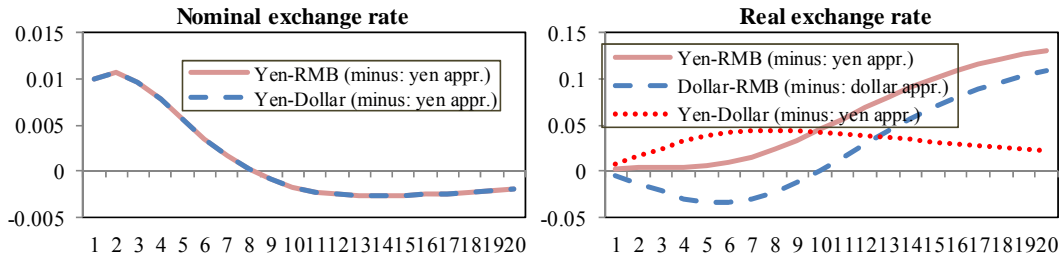 Nominal exchange rate
0.015
0.01
0.005
0
-0.005
Yen-RMB (minus: yen appr.)
Yen-Dollar (minus: yen appr.)
1 2 3 4 5 6 7 8 9 1011121314151617181920
Real exchange rate
0.15
0.1
0.05
0
-0.05
Yen-RMB (minus: yen appr.)
Dollar-RMB (minus: dollar appr.)
Yen-Dollar (minus: yen appr.)
1 2 3 4 5 6 7 8 9 1011121314151617181920